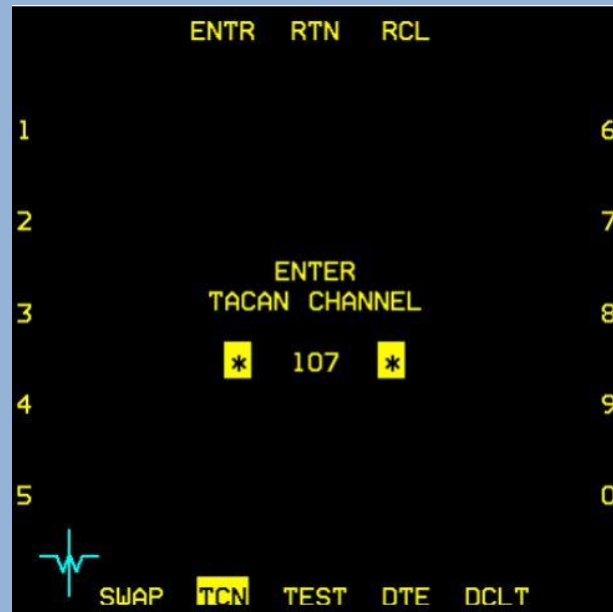 ENTR RTN RCL
1 6
2 7
ENTER
TACAN CHANNEL
3 8
* 107 *
4 9
5 0
SWAP TCN TEST DTE DCLT